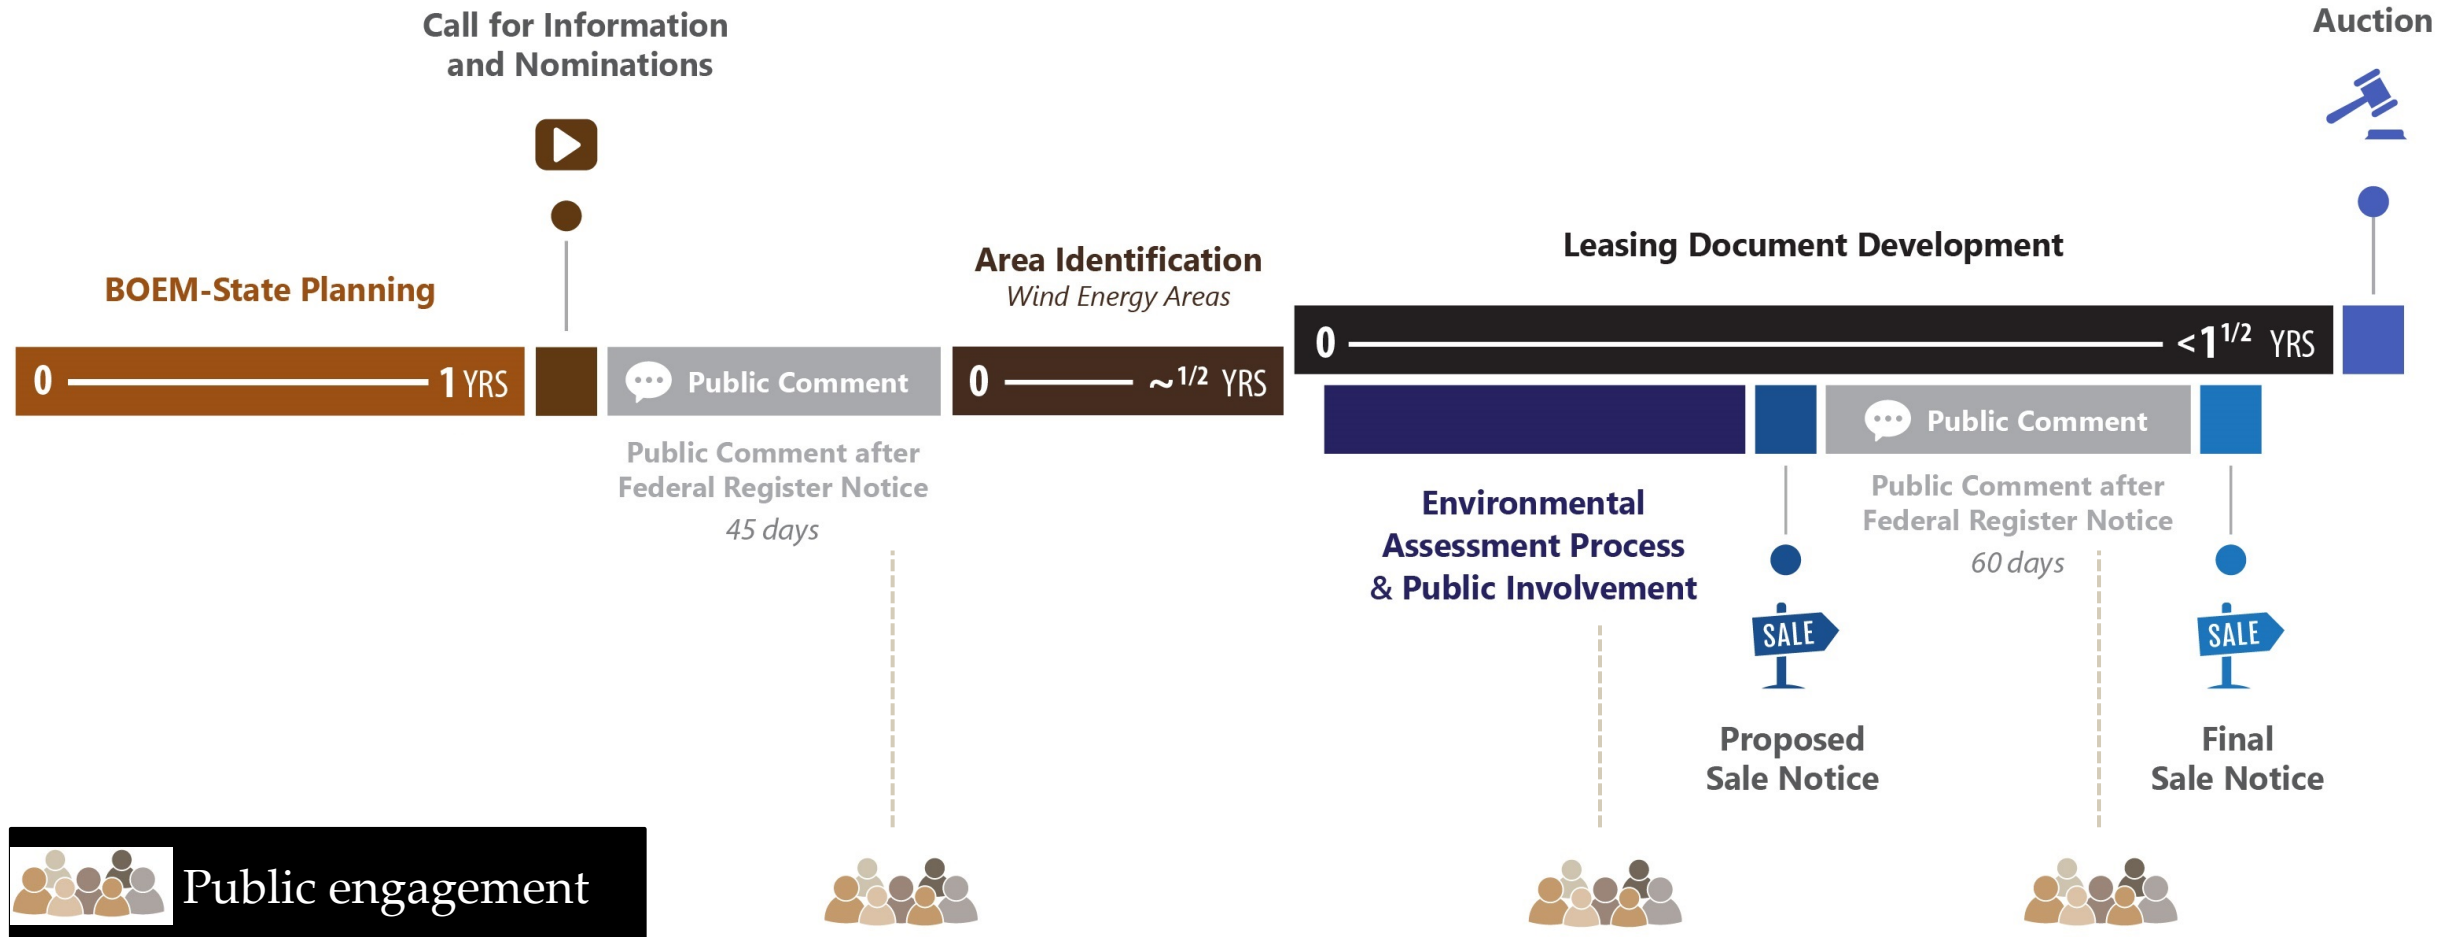 Call for Information
and Nominations
Auction
BOEM-State Planning
0 1 YRS
Public Comment
Public Comment after
Federal Register Notice
45 days
Area Identification
Wind Energy Areas
0 ~1/2 YRS
Leasing Document Development
0 <1 1/2 YRS
Environmental
Assessment Process
& Public Involvement
Public Comment
Public Comment after
Federal Register Notice
60 days
SALE
Proposed
Sale Notice
SALE
Final
Sale Notice
Public engagement